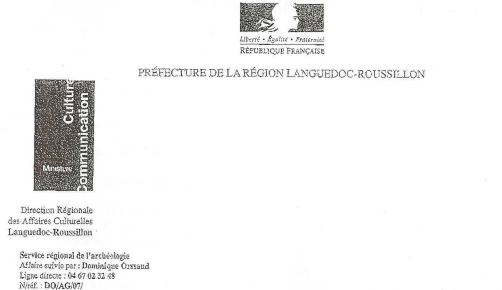 Liberté • Égalité • Fraternité
RÉPUBLIQUE FRANÇAISE
PRÉFECTURE DE LA RÉGION LANGUEDOC-ROUSSILLON
Culture
Communication
Ministère
Direction Régionale
des Affaires Culturelles
Languedoc-Roussillon
Service régional de l'archéologie
Affaire suivie par : Dominique Orssaud
Ligne directe : 04 67 02 32 48
N/réf. : DO/AG/07/